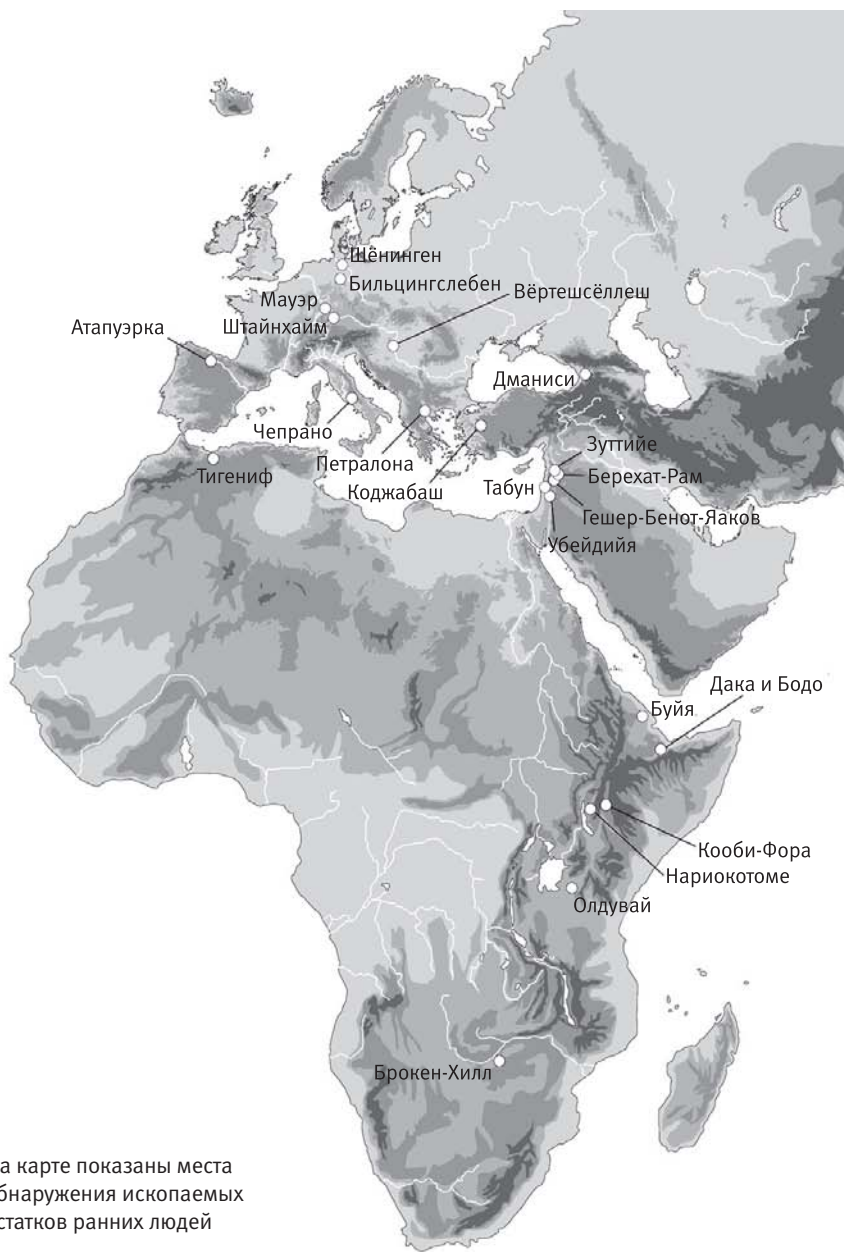 Шёнинген
Бильцингслебен
Вёртешсёллеш
Мауэр
Штайнхайм
Атапуэрка
Дманиси
Чепрано
Петралона
Коджабаш
Тигениф
Зуттийе
Берехат-Рам
Табун
Гешер-Бенот-Яаков
Убейдийя
Дака и Бодо
Буйя
Кооби-Фора
Нариокотоме
Олдувай
Брокен-Хилл
а карте показаны места
бнаружения ископаемых
статков ранних людей